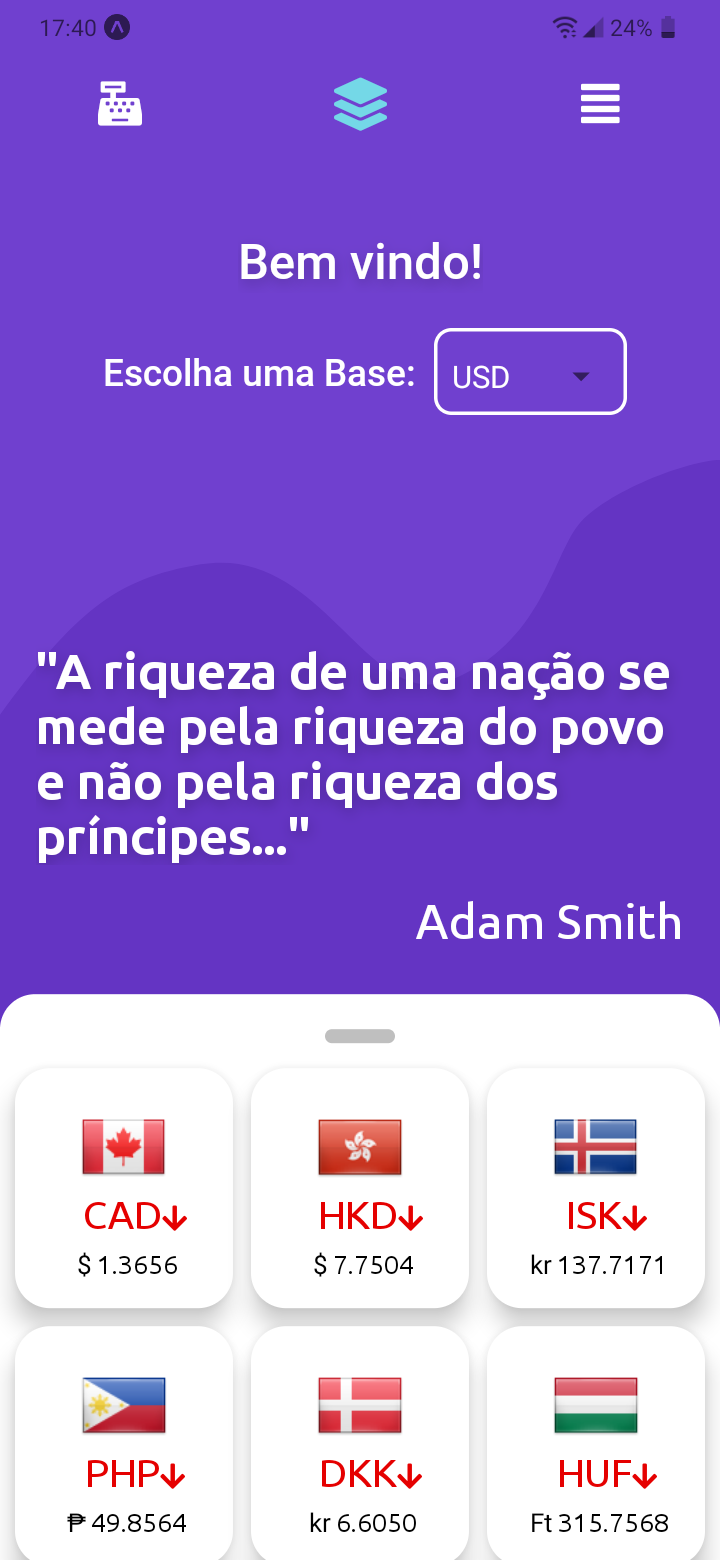 17:40
24%
Bem vindo!
Escolha uma Base: USD
"A riqueza de uma nação se
mede pela riqueza do povo
e não pela riqueza dos
príncipes..."
Adam Smith
CAD HKD ISK
$ 1.3656 $ 7.7504 kr 137.7171
PHP DKK HUF
₱ 49.8564 kr 6.6050 Ft 315.7568